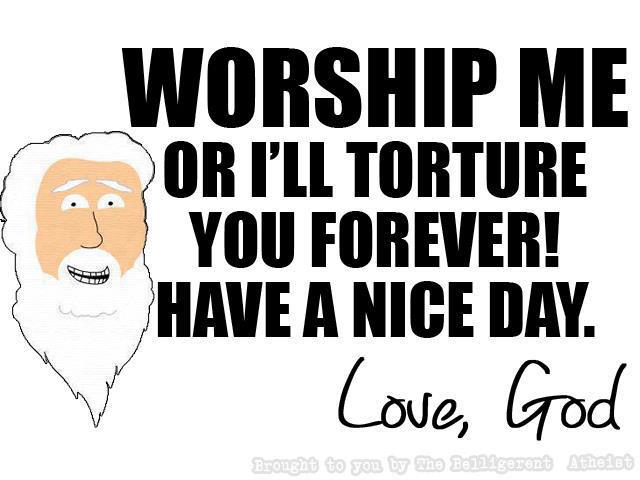 WORSHIP ME
OR I'LL TORTURE
YOU FOREVER!
HAVE A NICE DAY.
Love, God
Brought to you by The Belligerent Atheist